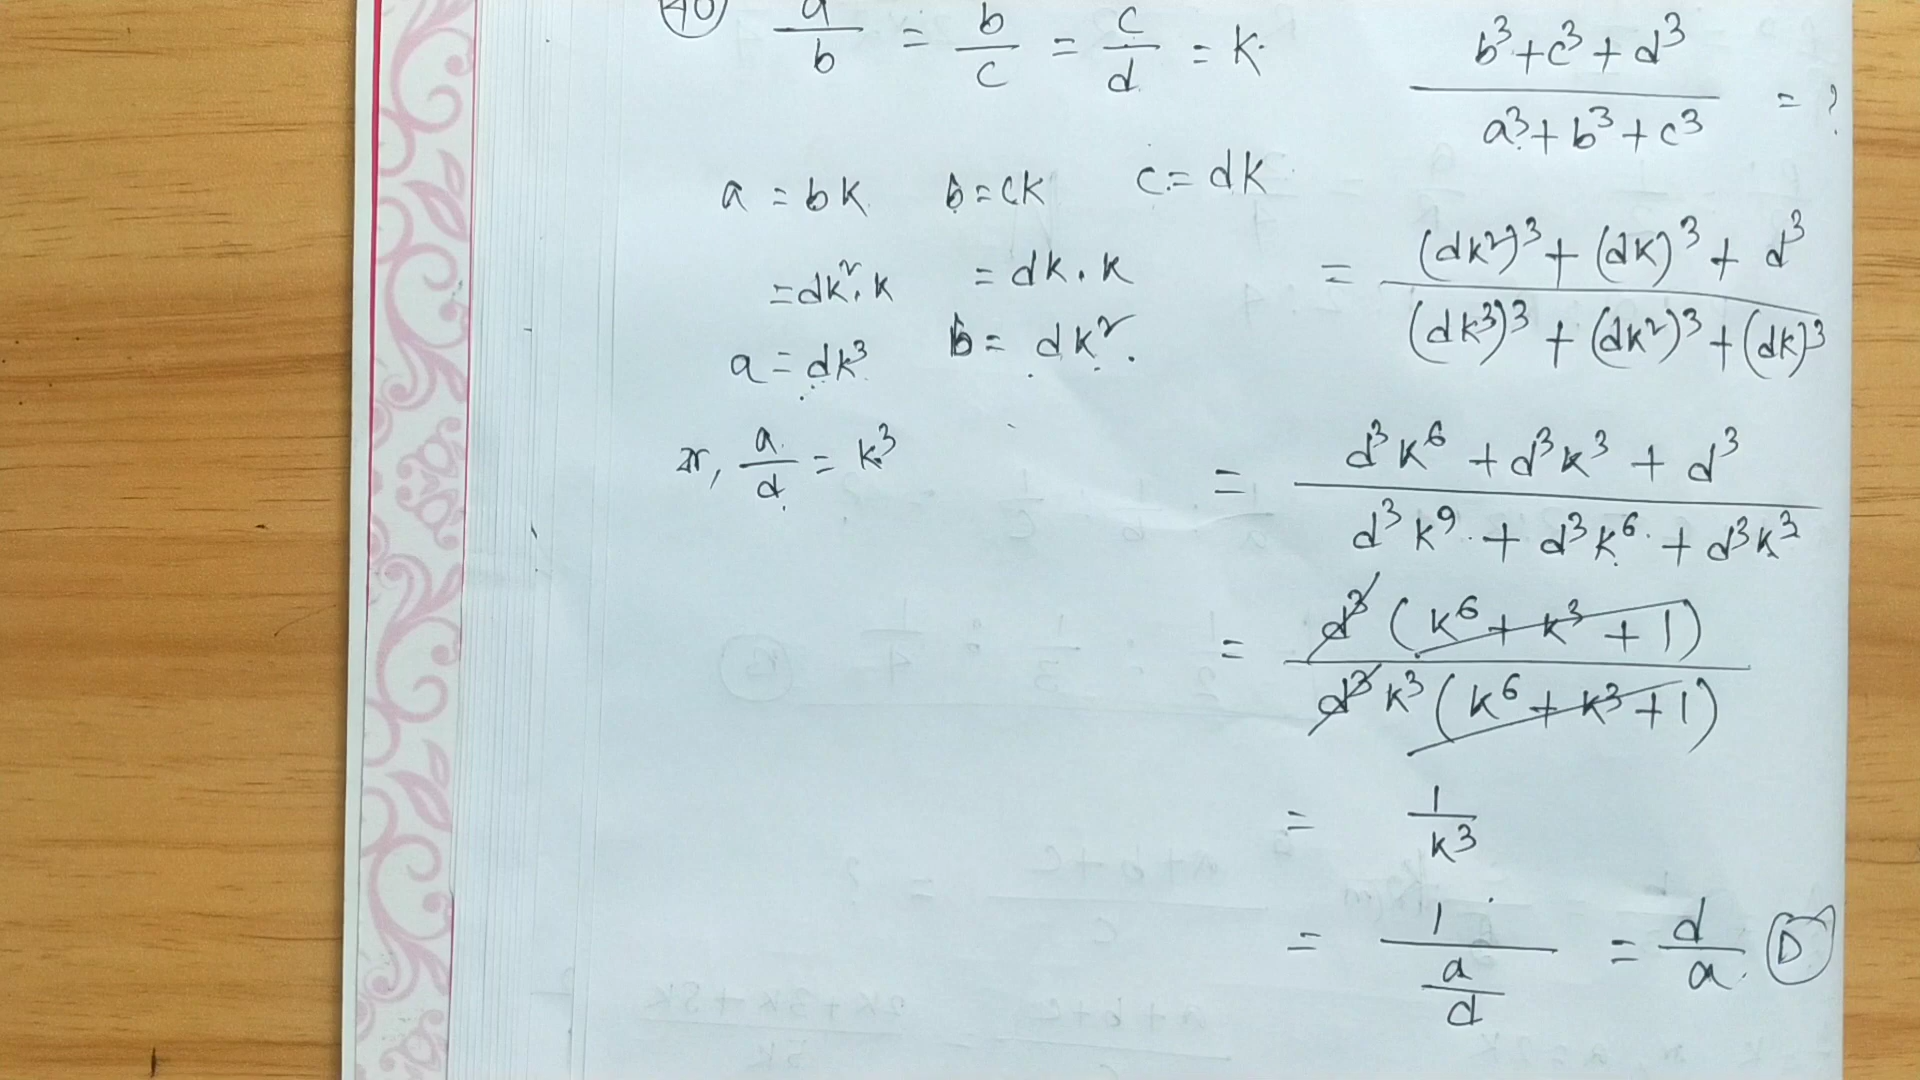 40 a/b = b/c = c/d = K. (b³+c³+d³)/(a³+b³+c³) = ?
a = bK b = cK c = dK
= dk².k = dk.k = ((dk²)³ + (dk)³ + d³)/((dk³)³ + (dk²)³ + (dk)³)
a = dk³ b = dk².
a/d = k³ = (d³k⁶ + d³k³ + d³)/(d³k⁹ + d³k⁶ + d³k³)
= d³(k⁶ + k³ + 1)/d³k³(k⁶ + k³ + 1)
= 1/k³
= 1/(a/d) = d/a. D